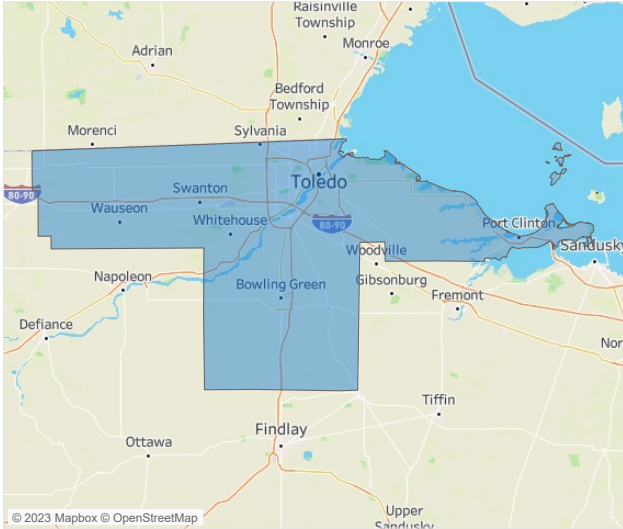 Raisinville
Township
Adrian
Monroe
Bedford
Township
Morenci
Sylvania
Toledo
80-90
Swanton
Wauseon
Whitehouse
80-90
Port Clinton
Woodville
Sandusky
Napoleon
Bowling Green
Gibsonburg
Fremont
Defiance
Nor
Tiffin
Findlay
Ottawa
Upper
Sandusky
© 2023 Mapbox © OpenStreetMap